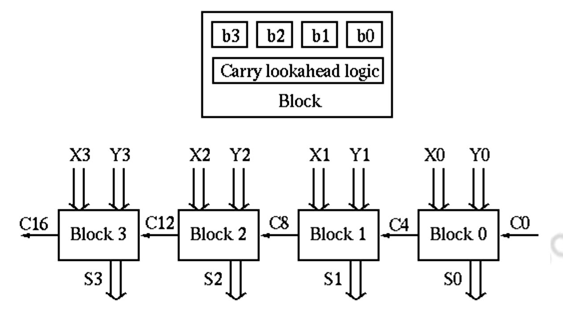 b3 b2 b1 b0
Carry lookahead logic
Block
X3 Y3 X2 Y2 X1 Y1 X0 Y0
C16 Block 3 C12 Block 2 C8 Block 1 C4 Block 0 C0
S3 S2 S1 S0